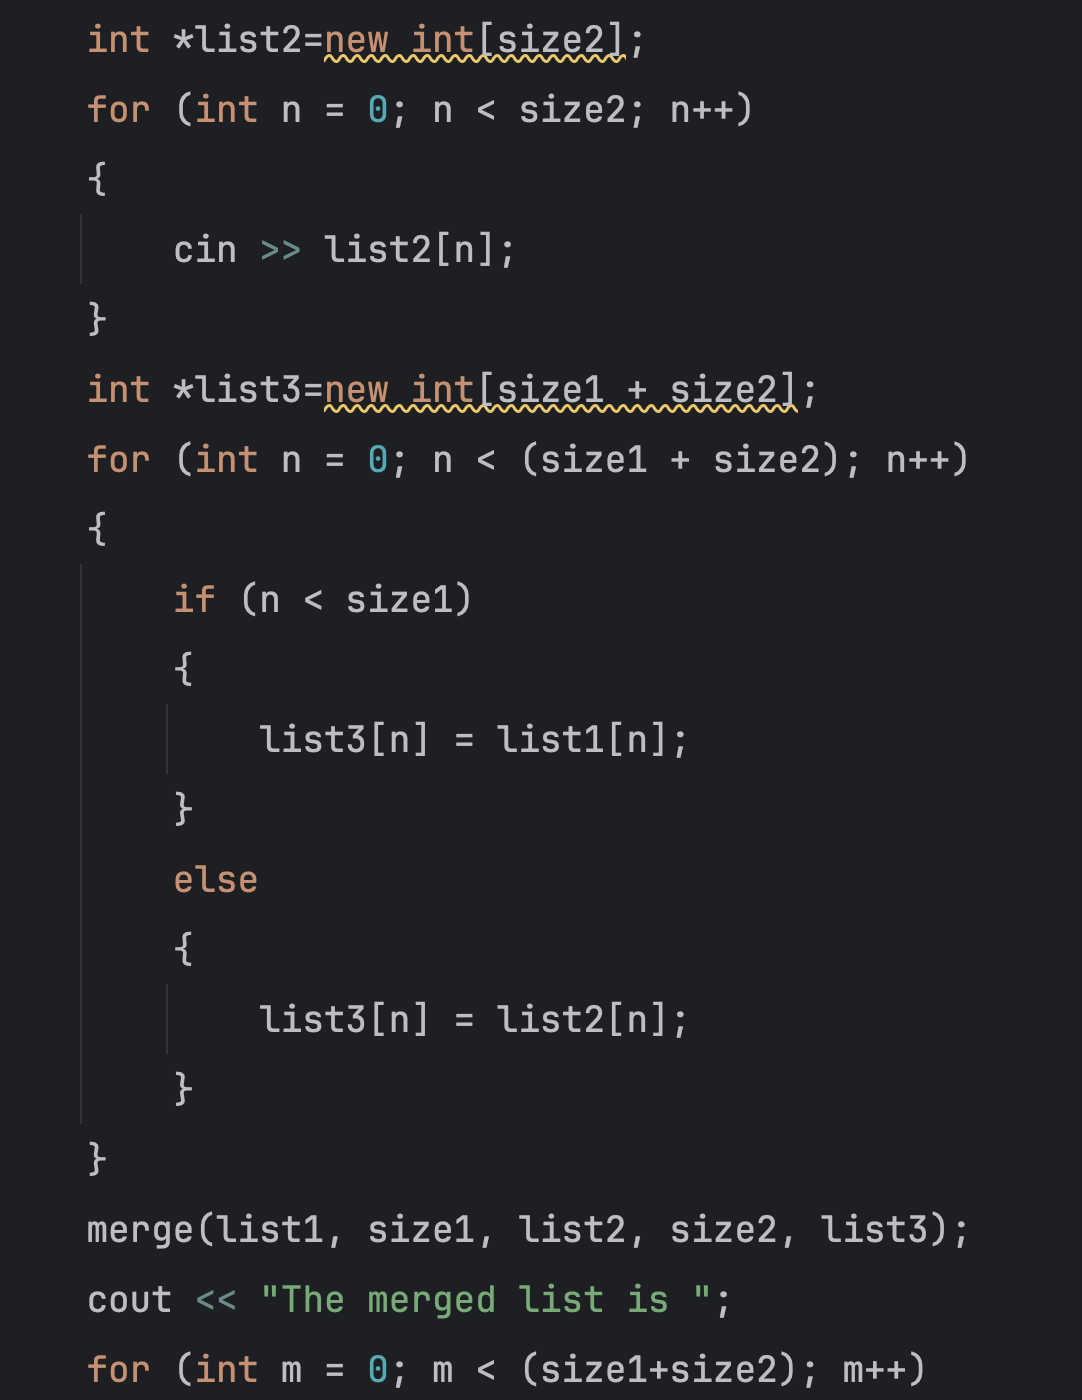 int *list2=new int[size2];
for (int n = 0; n < size2; n++)
{
    cin >> list2[n];
}
int *list3=new int[size1 + size2];
for (int n = 0; n < (size1 + size2); n++)
{
    if (n < size1)
    {
        list3[n] = list1[n];
    }
    else
    {
        list3[n] = list2[n];
    }
}
merge(list1, size1, list2, size2, list3);
cout << "The merged list is ";
for (int m = 0; m < (size1+size2); m++)